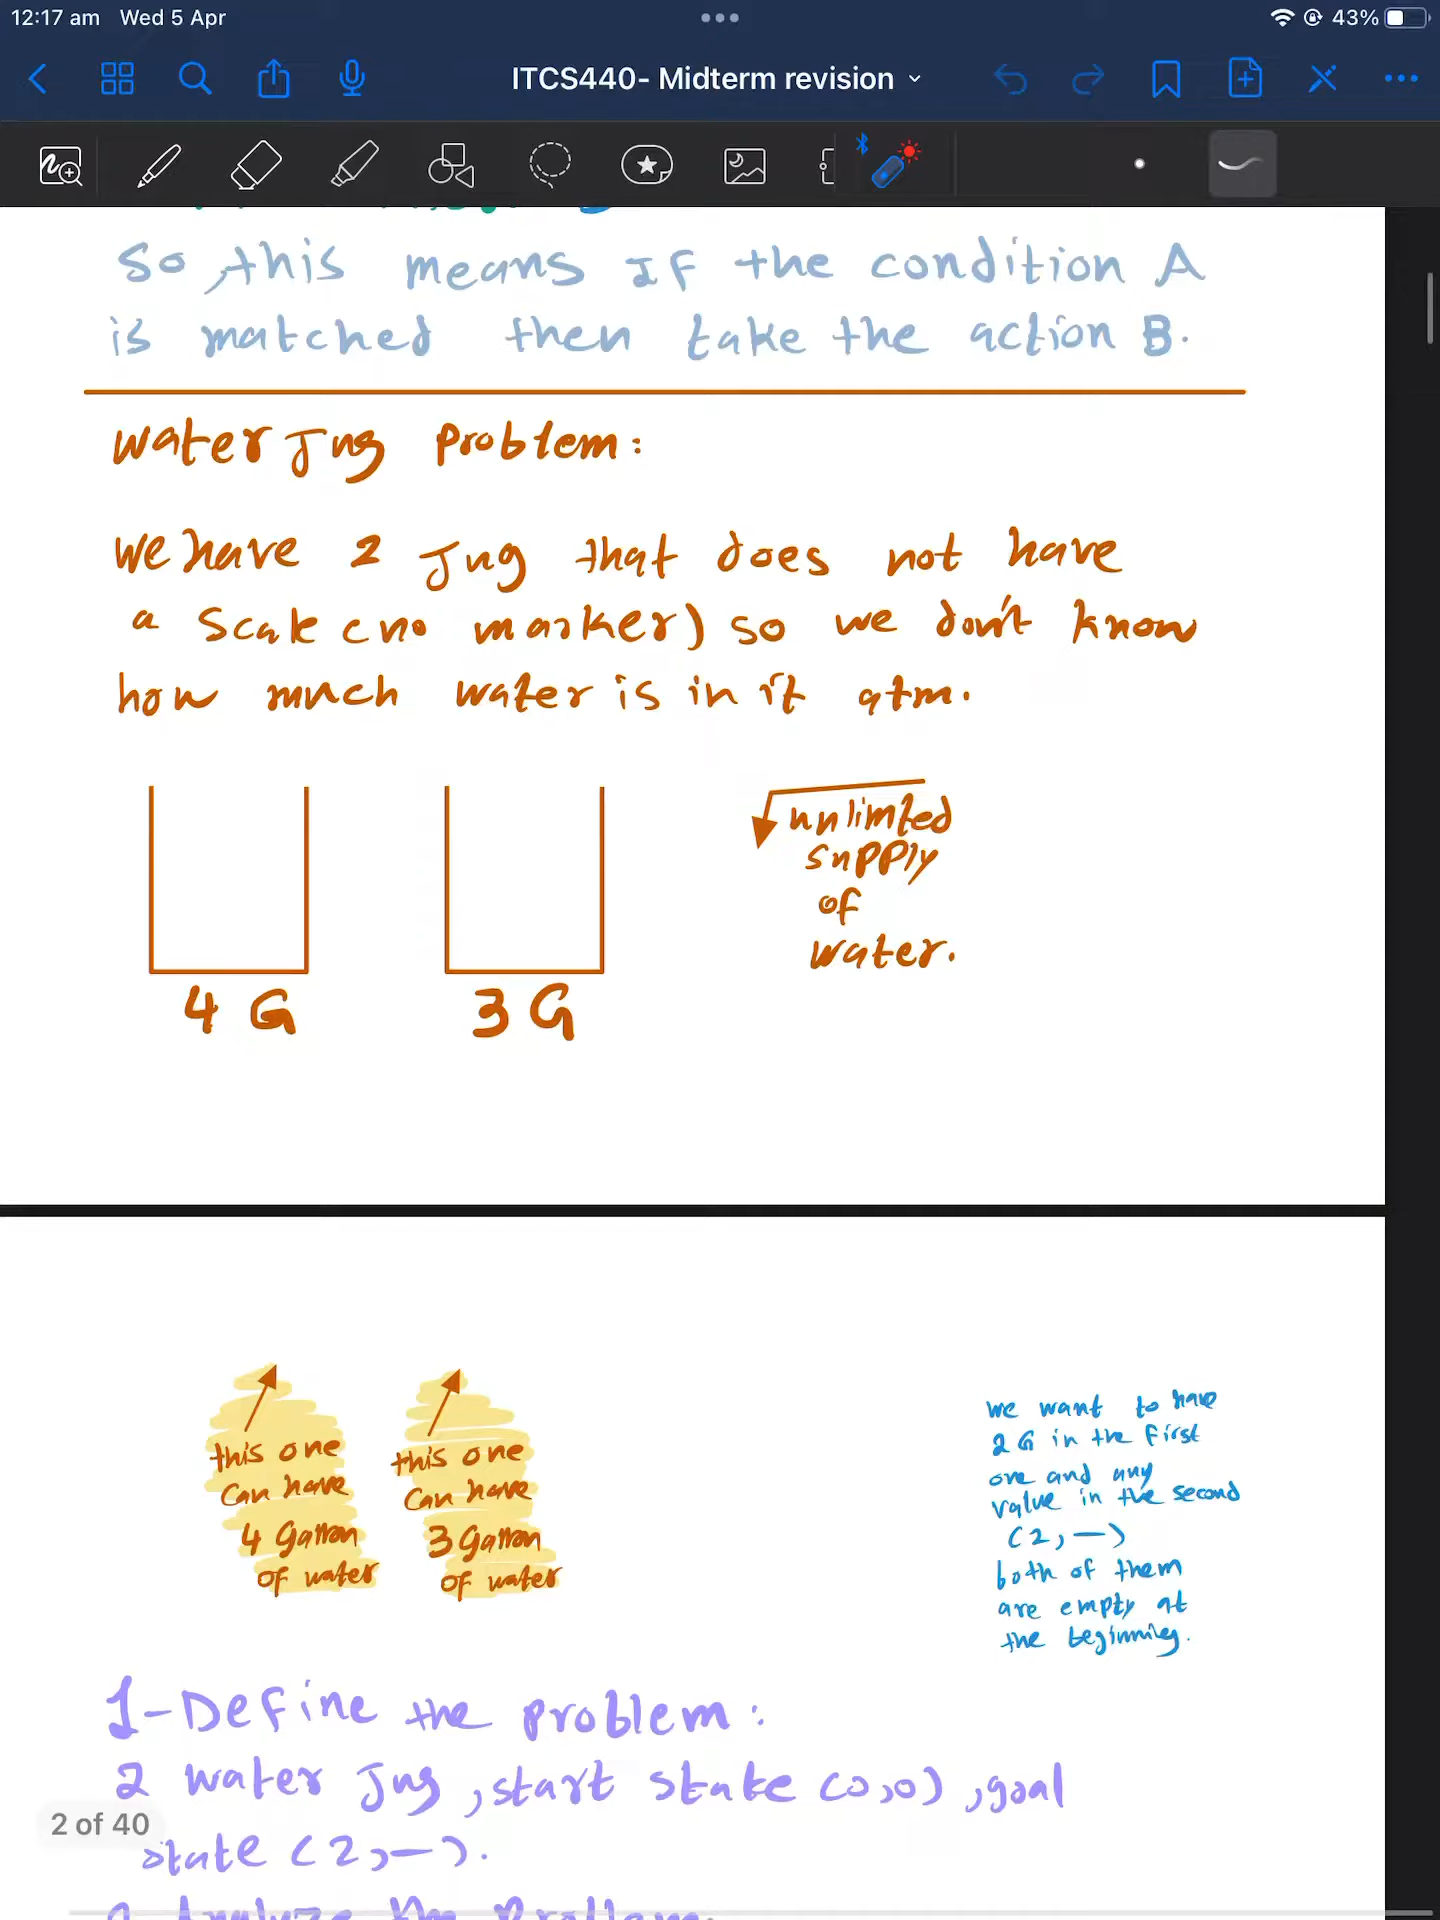 12:17 am Wed 5 Apr
43%
ITCS440- Midterm revision
So, this means IF the condition A
is matched then take the action B.
Water Jug Problem:
We have 2 Jug that does not have
a scale (no marker) so we don't know
how much water is in it atm.
unlimted
supply
of
water.
4 G 3 G
this one
can have
4 Gallon
of water
this one
can have
3 Gallon
of water
we want to have
2 G in the first
one and any
value in the second
(2, —)
both of them
are empty at
the beginning.
1-Define the problem:
2 water Jug, start state (0,0), goal
state (2,—).
2 of 40
Analyze the problem